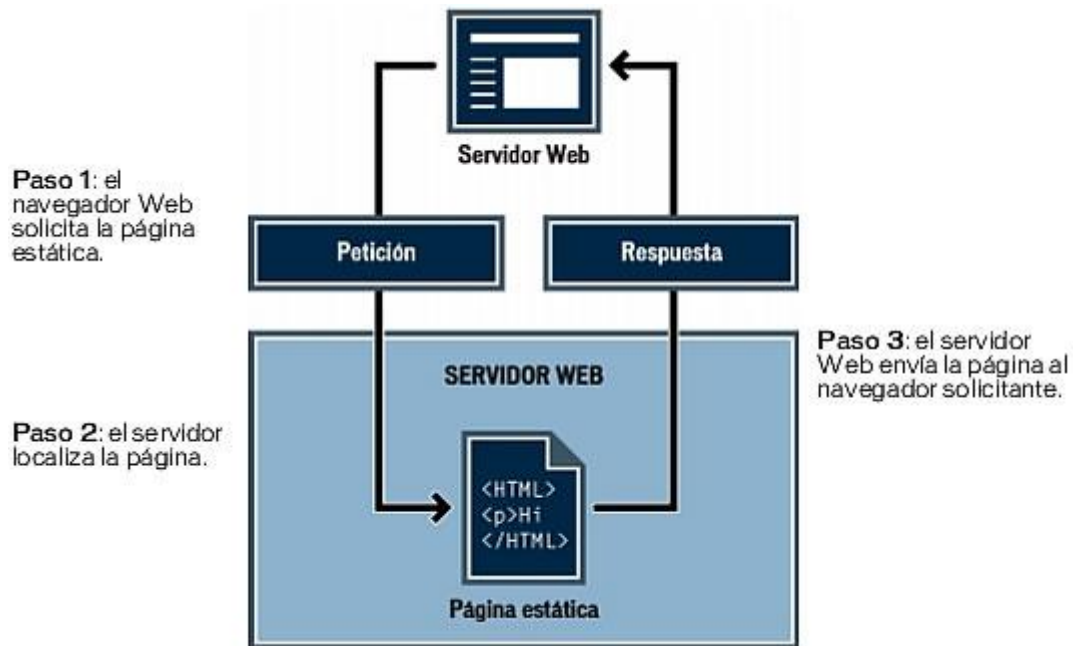 Servidor Web
Paso 1: el
navegador Web
solicita la página
estática.
Petición
Respuesta
SERVIDOR WEB
Paso 3: el servidor
Web envía la página al
navegador solicitante.
Paso 2: el servidor
localiza la página.
<HTML>
<p>Hi
</HTML>
Página estática